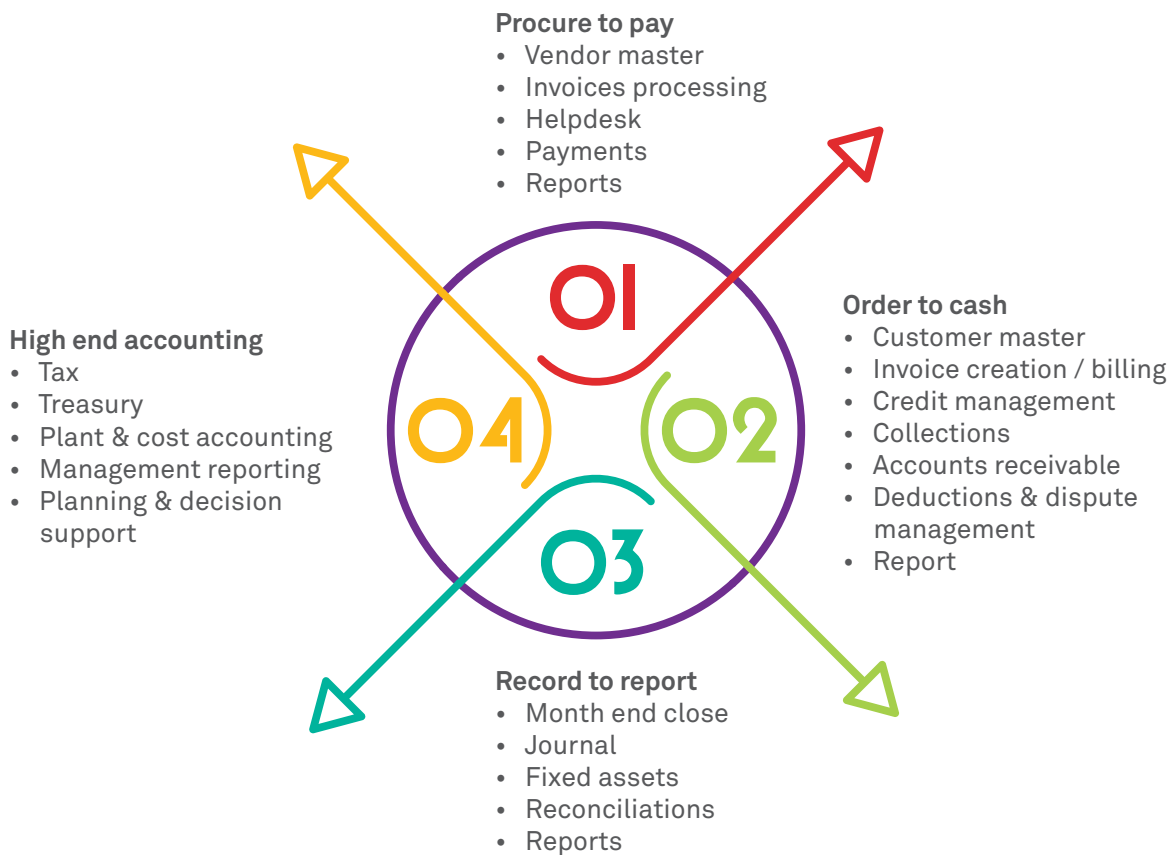 Procure to pay
• Vendor master
• Invoices processing
• Helpdesk
• Payments
• Reports
01
Order to cash
• Customer master
• Invoice creation / billing
• Credit management
• Collections
• Accounts receivable
• Deductions & dispute
management
• Report
02
Record to report
• Month end close
• Journal
• Fixed assets
• Reconciliations
• Reports
03
High end accounting
• Tax
• Treasury
• Plant & cost accounting
• Management reporting
• Planning & decision
support
04